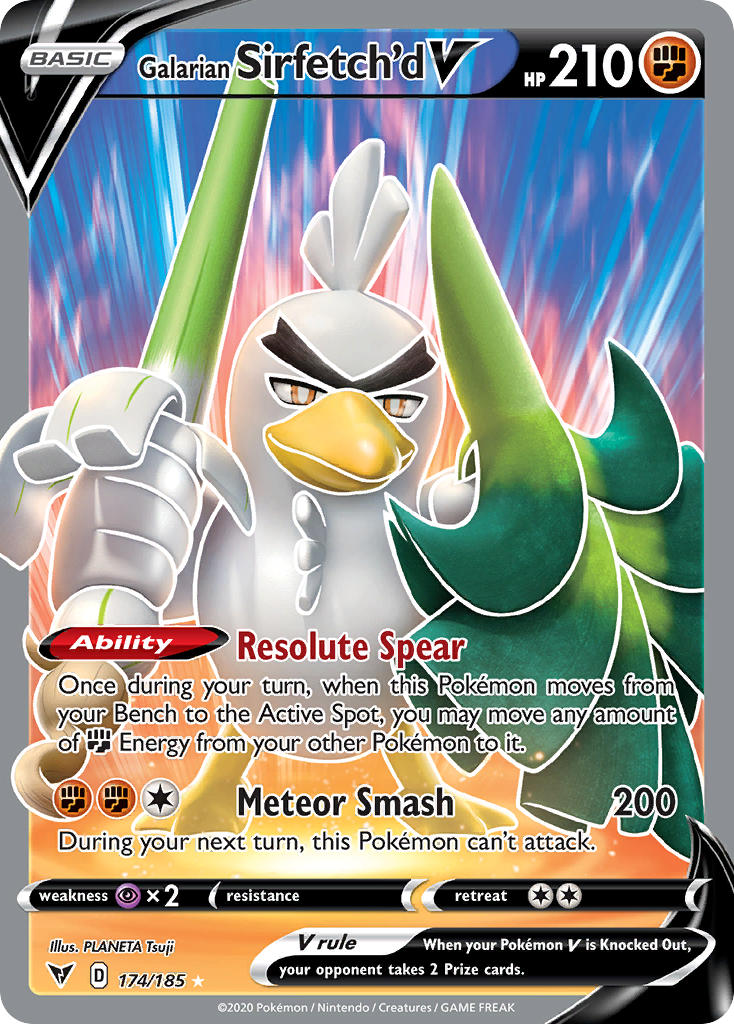 BASIC
Galarian Sirfetch'd V HP 210
Ability Resolute Spear
Once during your turn, when this Pokémon moves from
your Bench to the Active Spot, you may move any amount
of Energy from your other Pokémon to it.
Meteor Smash 200
During your next turn, this Pokémon can't attack.
weakness ×2 resistance retreat
Illus. PLANETA Tsuji
V rule When your Pokémon V is Knocked Out,
your opponent takes 2 Prize cards.
D 174/185
©2020 Pokémon / Nintendo / Creatures / GAME FREAK